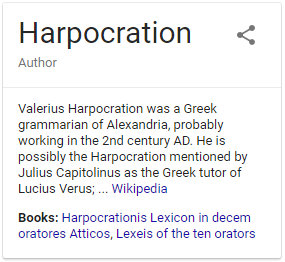 Harpocration
Author
Valerius Harpocration was a Greek
grammarian of Alexandria, probably
working in the 2nd century AD. He is
possibly the Harpocration mentioned by
Julius Capitolinus as the Greek tutor of
Lucius Verus; ... Wikipedia
Books: Harpocrationis Lexicon in decem
oratores Atticos, Lexeis of the ten orators